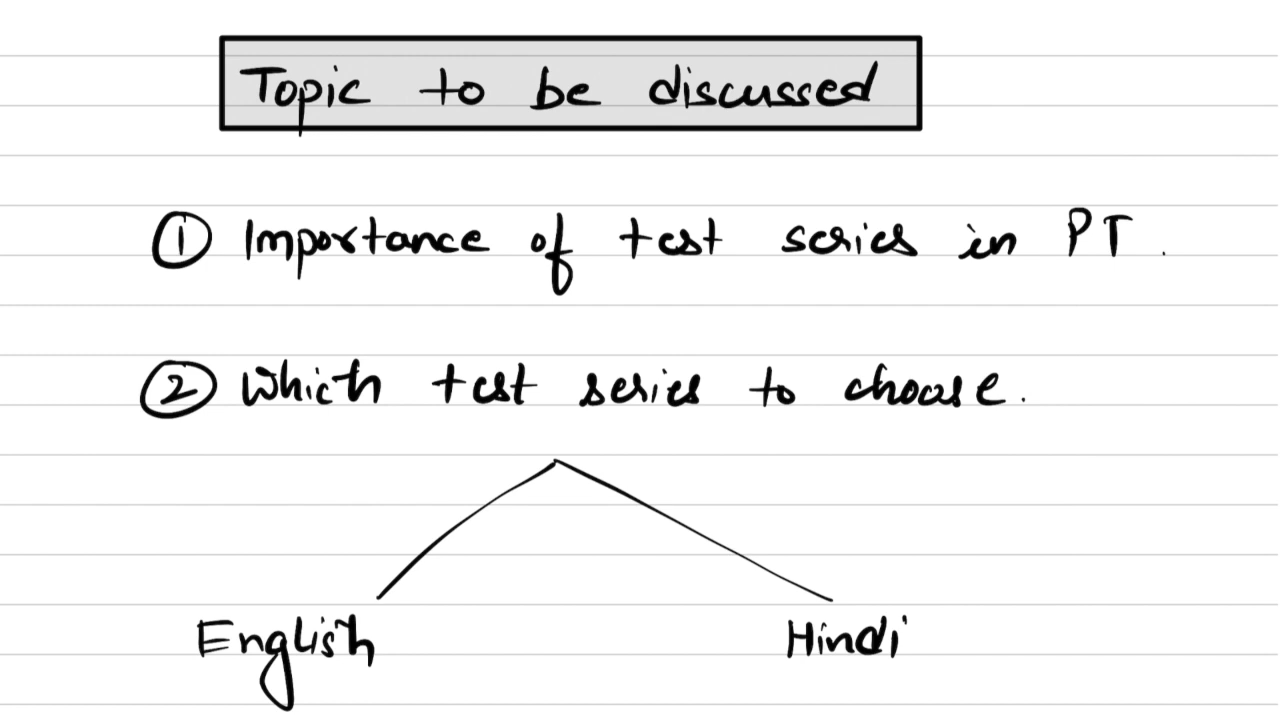 Topic to be discussed
① Importance of test series in PT.
② Which test series to choose.
English Hindi